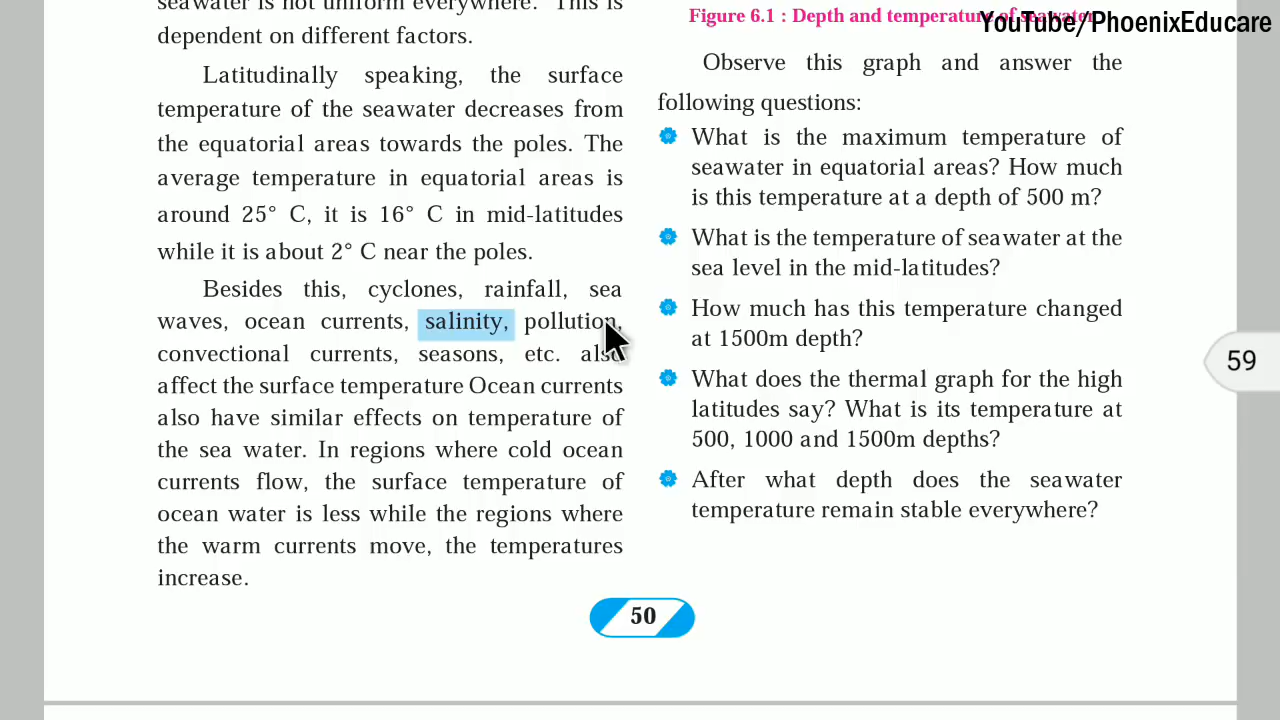 seawater is not uniform everywhere. This is
dependent on different factors.
Latitudinally speaking, the surface
temperature of the seawater decreases from
the equatorial areas towards the poles. The
average temperature in equatorial areas is
around 25° C, it is 16° C in mid-latitudes
while it is about 2° C near the poles.
Besides this, cyclones, rainfall, sea
waves, ocean currents, salinity, pollution,
convectional currents, seasons, etc. also
affect the surface temperature Ocean currents
also have similar effects on temperature of
the sea water. In regions where cold ocean
currents flow, the surface temperature of
ocean water is less while the regions where
the warm currents move, the temperatures
increase.
Figure 6.1 : Depth and temperature of seawater
YouTube/PhoenixEducare
Observe this graph and answer the
following questions:
What is the maximum temperature of
seawater in equatorial areas? How much
is this temperature at a depth of 500 m?
What is the temperature of seawater at the
sea level in the mid-latitudes?
How much has this temperature changed
at 1500m depth?
What does the thermal graph for the high
latitudes say? What is its temperature at
500, 1000 and 1500m depths?
After what depth does the seawater
temperature remain stable everywhere?
59
50